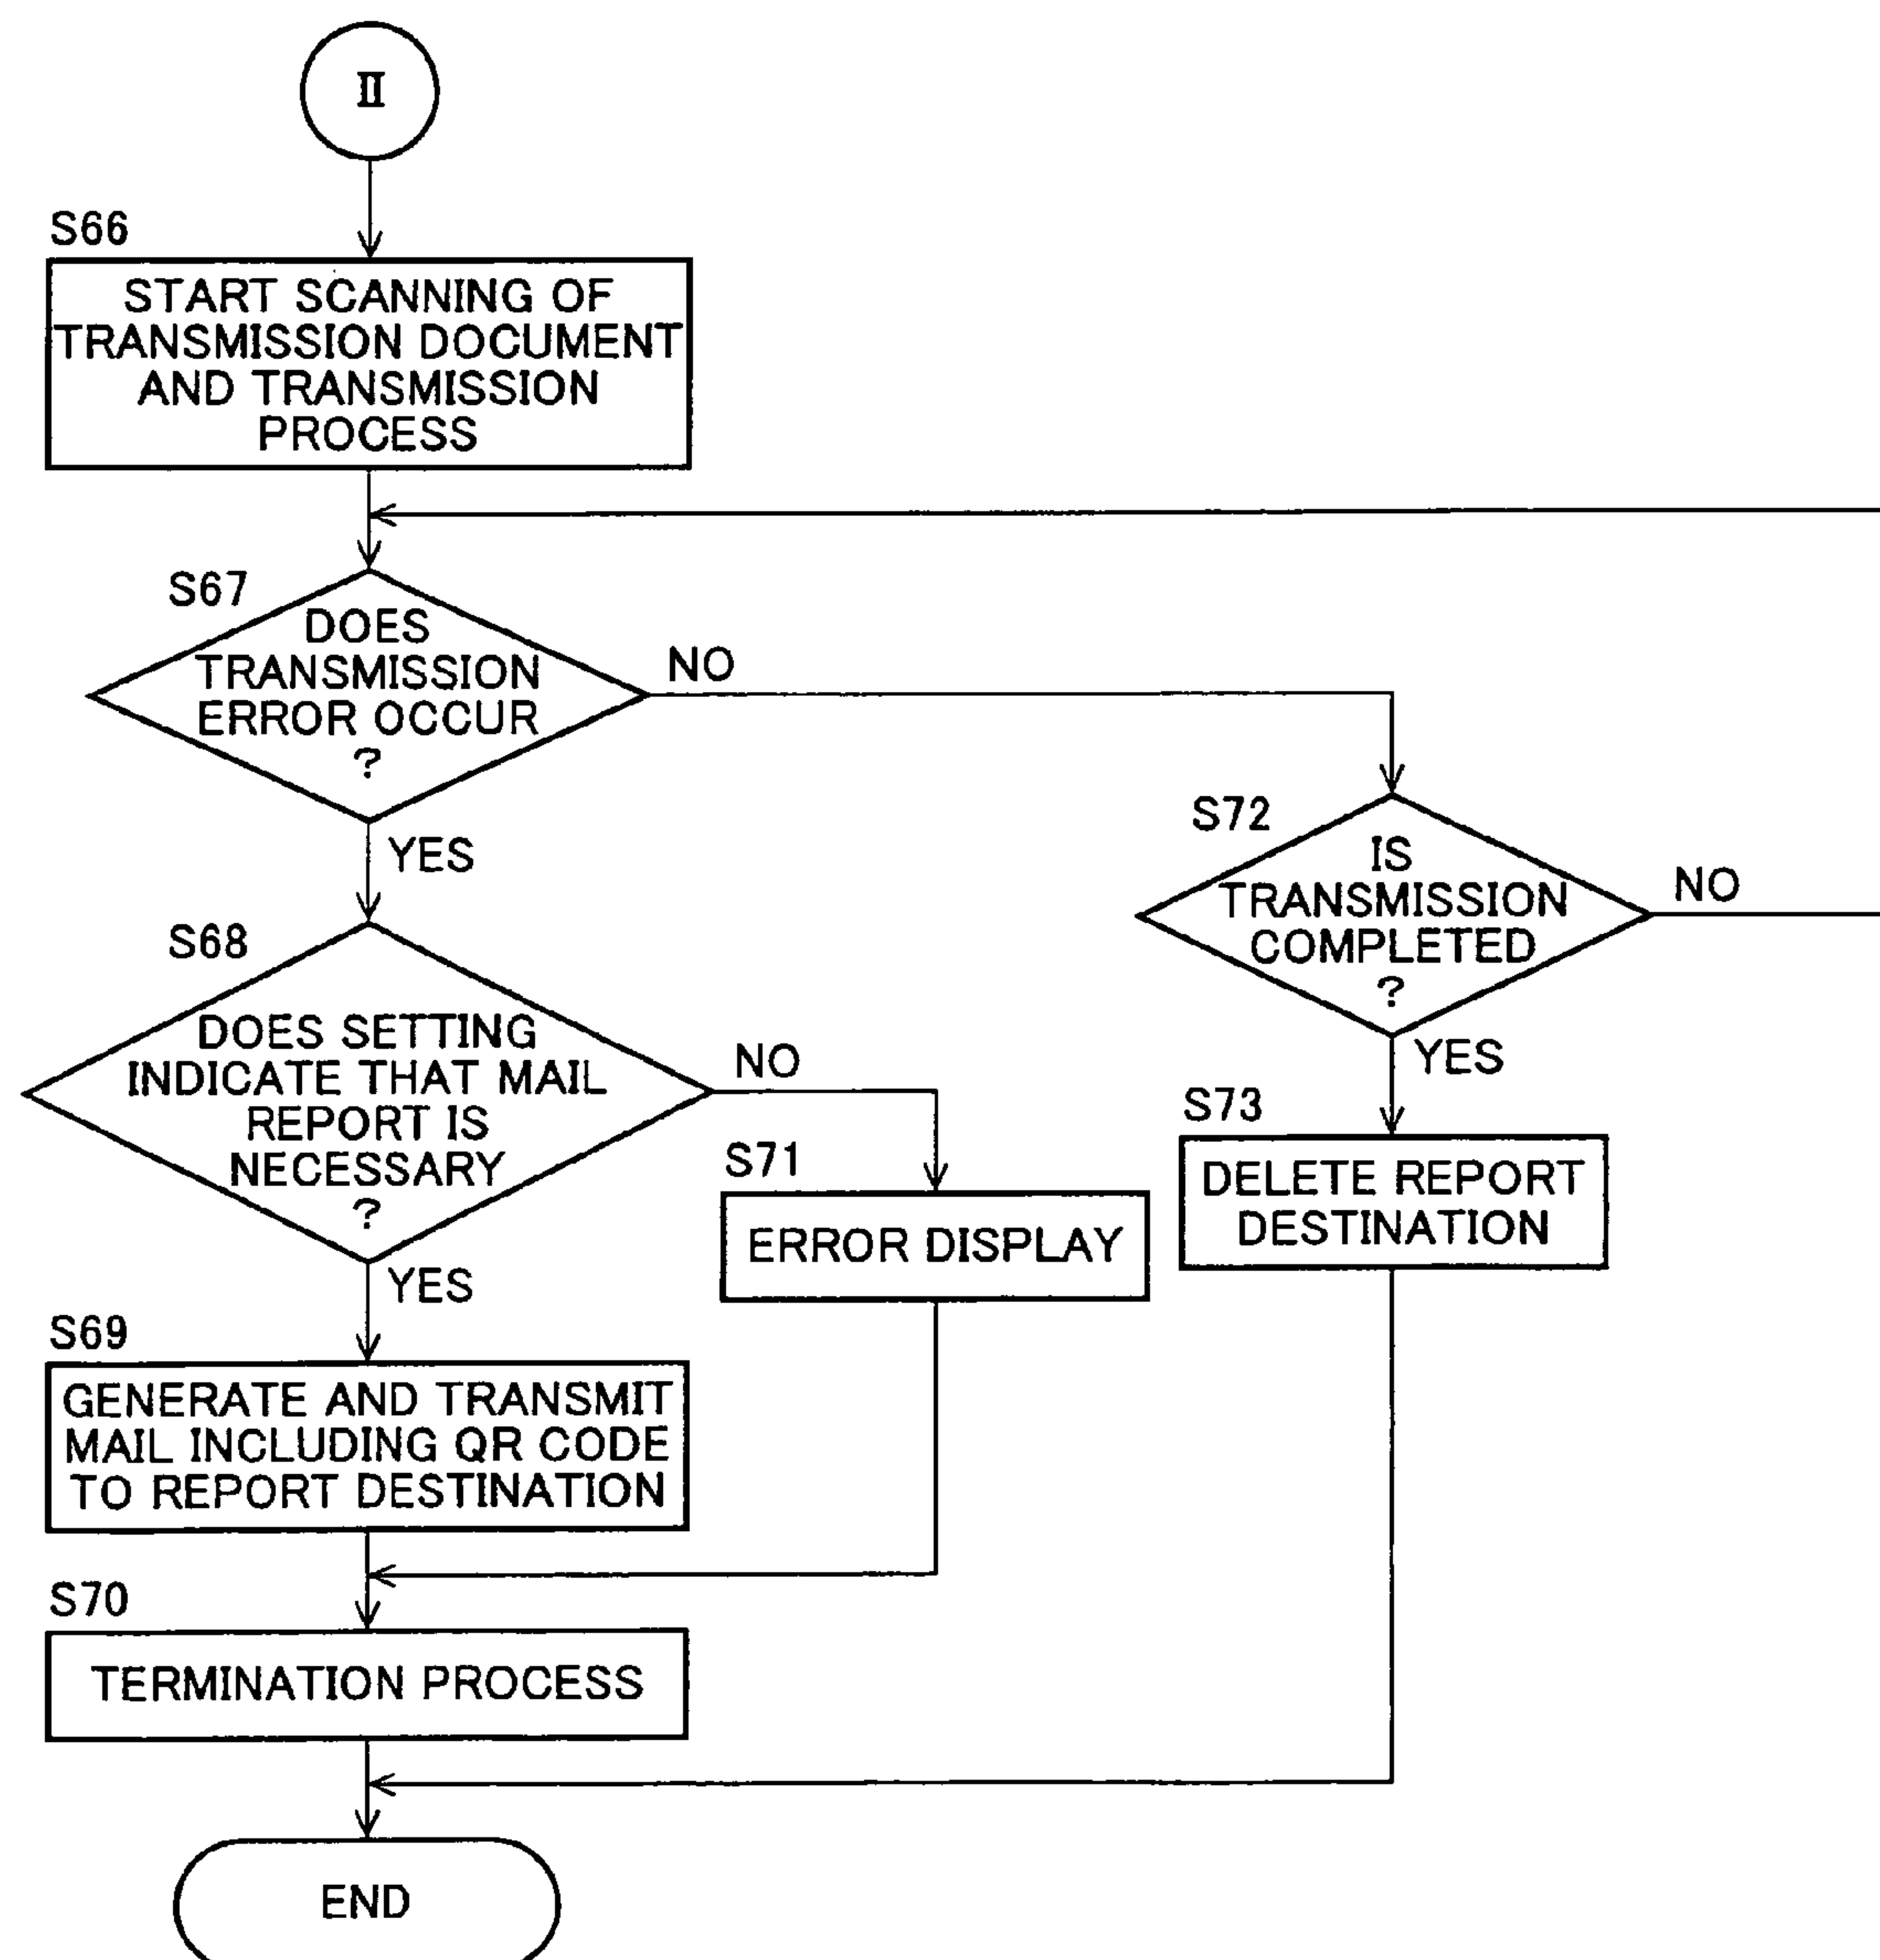 II
S66
START SCANNING OF
TRANSMISSION DOCUMENT
AND TRANSMISSION
PROCESS
S67
DOES
TRANSMISSION
ERROR OCCUR
?
NO
YES
S72
IS
TRANSMISSION
COMPLETED
?
NO
YES
S68
DOES SETTING
INDICATE THAT MAIL
REPORT IS
NECESSARY
?
NO
YES
S71
ERROR DISPLAY
S73
DELETE REPORT
DESTINATION
S69
GENERATE AND TRANSMIT
MAIL INCLUDING QR CODE
TO REPORT DESTINATION
S70
TERMINATION PROCESS
END